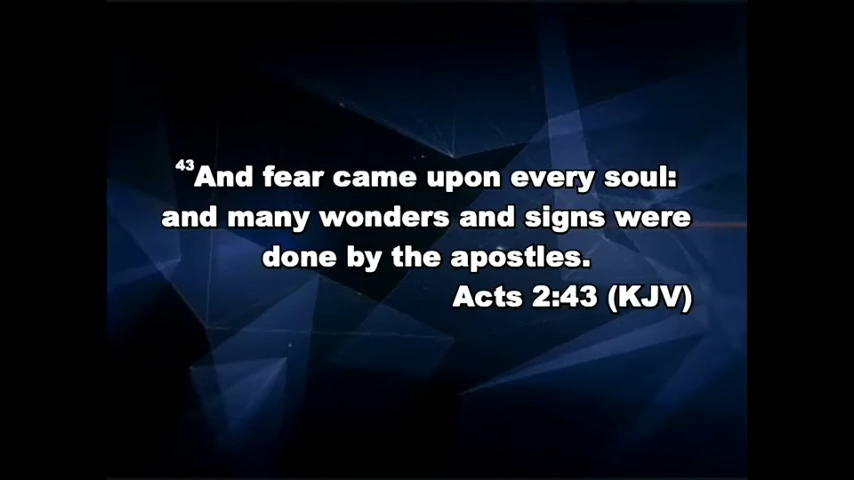 43And fear came upon every soul:
and many wonders and signs were
done by the apostles.
Acts 2:43 (KJV)